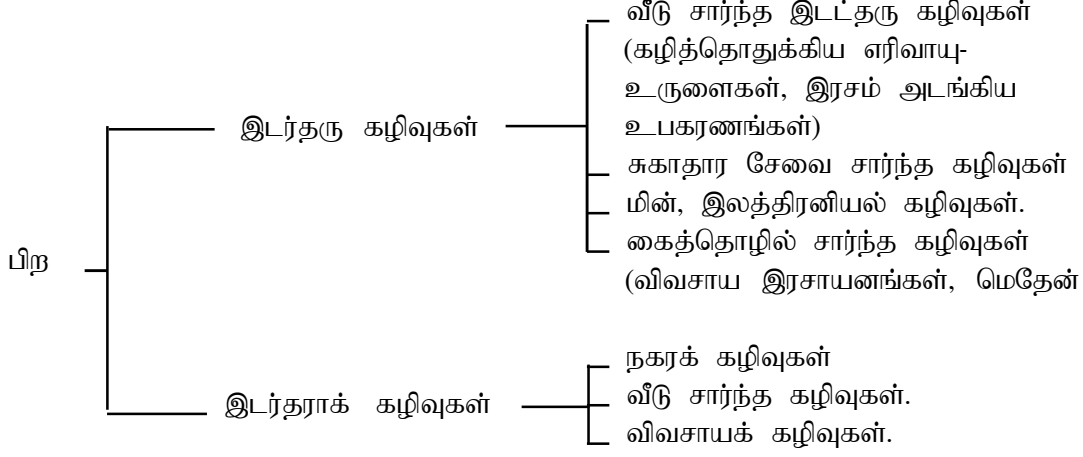 வீடு சார்ந்த இடட்தரு கழிவுகள்
(கழித்தொதுக்கிய எரிவாயு-
உருளைகள், இரசம் அடங்கிய
உபகரணங்கள்)
இடர்தரு கழிவுகள்
சுகாதார சேவை சார்ந்த கழிவுகள்
மின், இலத்திரனியல் கழிவுகள்.
கைத்தொழில் சார்ந்த கழிவுகள்
(விவசாய இரசாயனங்கள், மெதேன்
பிற
நகரக் கழிவுகள்
இடர்தராக் கழிவுகள்
வீடு சார்ந்த கழிவுகள்.
விவசாயக் கழிவுகள்.